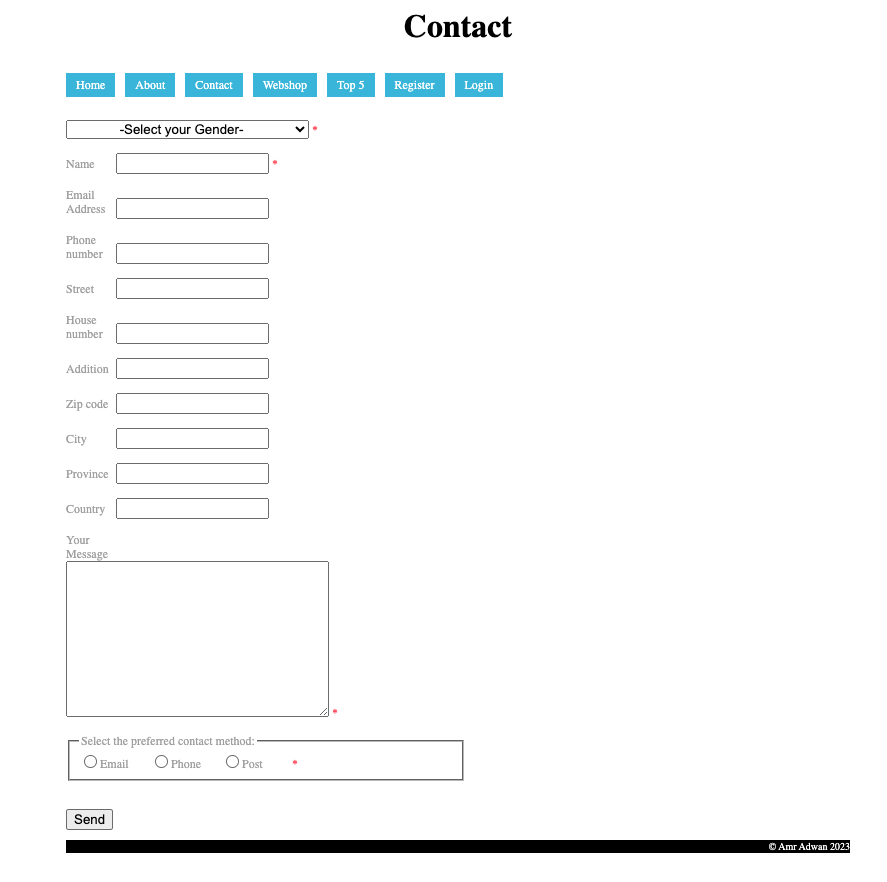 Contact
Home About Contact Webshop Top 5 Register Login
-Select your Gender- *
Name *
Email
Address
Phone
number
Street
House
number
Addition
Zip code
City
Province
Country
Your
Message
*
Select the preferred contact method:
Email Phone Post *
Send
© Amr Adwan 2023